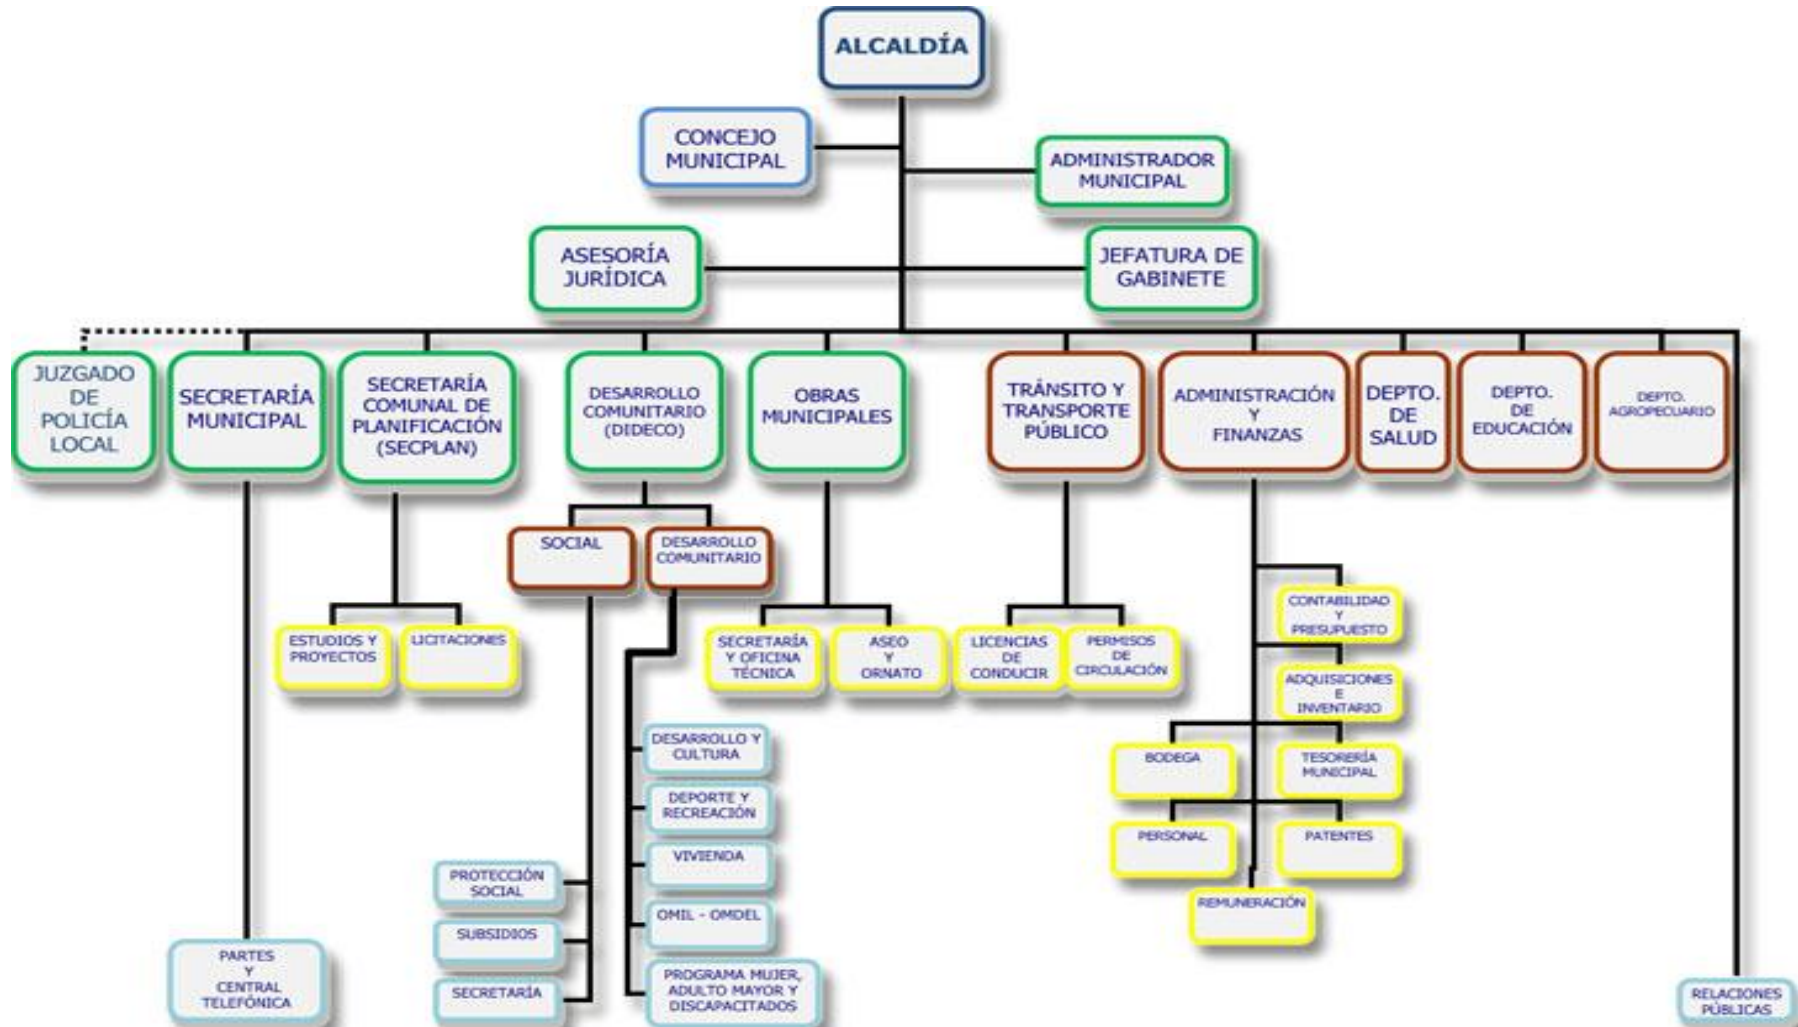 ALCALDÍA
CONCEJO
MUNICIPAL
ADMINISTRADOR
MUNICIPAL
ASESORÍA
JURÍDICA
JEFATURA DE
GABINETE
JUZGADO
DE
POLICÍA
LOCAL
SECRETARÍA
MUNICIPAL
SECRETARÍA
COMUNAL DE
PLANIFICACIÓN
(SECPLAN)
DESARROLLO
COMUNITARIO
(DIDECO)
OBRAS
MUNICIPALES
TRÁNSITO Y
TRANSPORTE
PÚBLICO
ADMINISTRACIÓN
Y
FINANZAS
DEPTO.
DE
SALUD
DEPTO.
DE
EDUCACIÓN
DEPTO.
AGROPECUARIO
SOCIAL
DESARROLLO
COMUNITARIO
ESTUDIOS Y
PROYECTOS
LICITACIONES
SECRETARÍA
Y OFICINA
TÉCNICA
ASEO
Y
ORNATO
LICENCIAS
DE
CONDUCIR
PERMISOS
DE
CIRCULACIÓN
CONTABILIDAD
Y
PRESUPUESTO
ADQUISICIONES
E
INVENTARIO
BODEGA
TESORERÍA
MUNICIPAL
PERSONAL
PATENTES
REMUNERACIÓN
DESARROLLO Y
CULTURA
DEPORTE Y
RECREACIÓN
VIVIENDA
OMIL - OMDEL
PROGRAMA MUJER,
ADULTO MAYOR Y
DISCAPACITADOS
PROTECCIÓN
SOCIAL
SUBSIDIOS
SECRETARÍA
PARTES
Y
CENTRAL
TELEFÓNICA
RELACIONES
PÚBLICAS